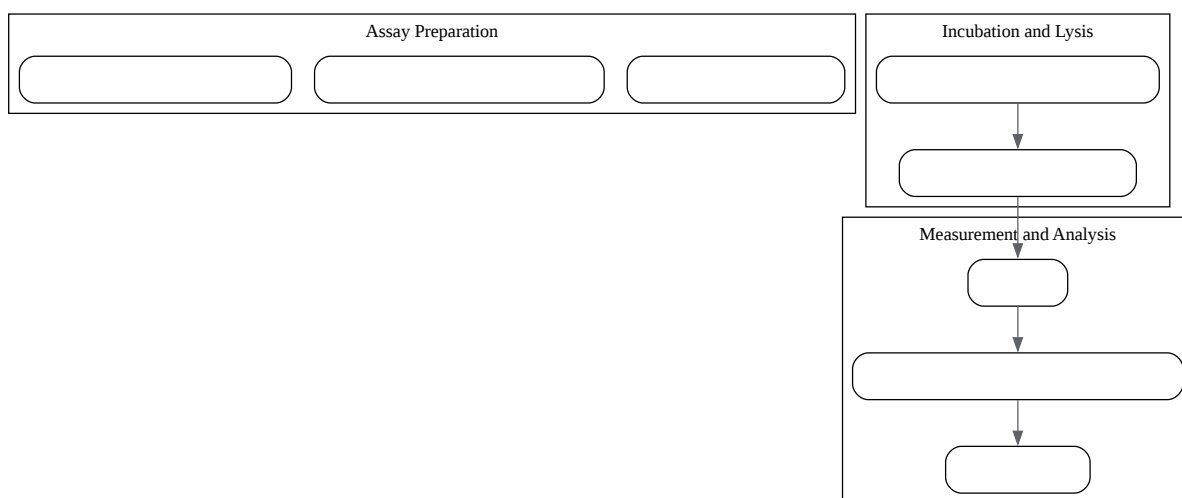 Assay Preparation
Incubation and Lysis
Measurement and Analysis